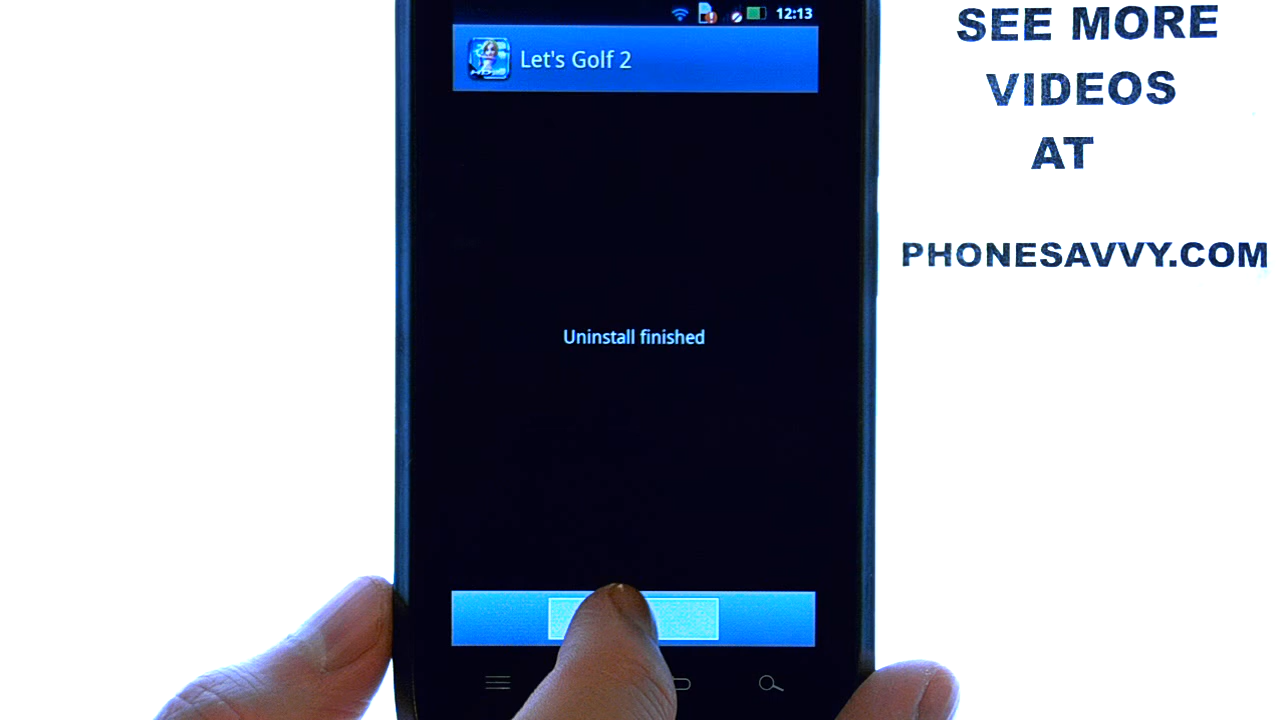 12:13
Let's Golf 2
Uninstall finished
SEE MORE
VIDEOS
AT
PHONESAVVY.COM